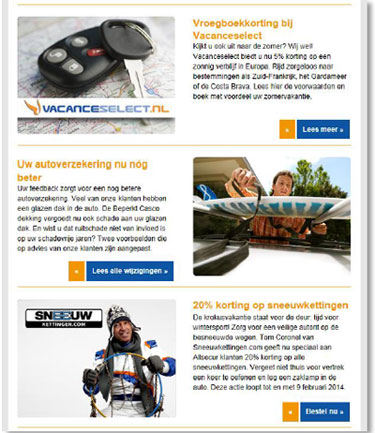 Vroegboekkorting bij
Vacanceselect
Kijkt u ook uit naar de zomer? Wij wel!
Vacanceselect biedt u nu 5% korting op een
zonnig verblijf in Europa. Rijd zorgeloos naar
bestemmingen als Zuid-Frankrijk, het Gardameer
of de Costa Brava. Lees hier de voorwaarden en
boek met voordeel uw zomervakantie.
VACANCESELECT.NL
Lees meer »
Uw autoverzekering nu nóg
beter
Uw feedback zorgt voor een nog betere
autoverzekering. Veel van onze klanten hebben
een glazen dak in de auto. De Beperkt Casco
dekking vergoedt nu ook schade aan uw glazen
dak. En wist u dat ruitschade niet van invloed is
op uw schadevrije jaren? Twee voorbeelden die
op advies van onze klanten zijn aangepast.
Lees alle wijzigingen »
SNEEUW
KETTINGEN.COM
20% korting op sneeuwkettingen
De krokusvakantie staat voor de deur: tijd voor
wintersport! Zorg voor een veilige autorit op de
besneeuwde wegen. Tom Coronel van
Sneeuwkettingen.com geeft nu speciaal aan
Allsecur klanten 20% korting op alle
sneeuwkettingen. Vergeet niet thuis voor vertrek
een keer te oefenen en leg een zaklamp in de
auto. Deze actie loopt tot en met 9 februari 2014.
Bestel nu »